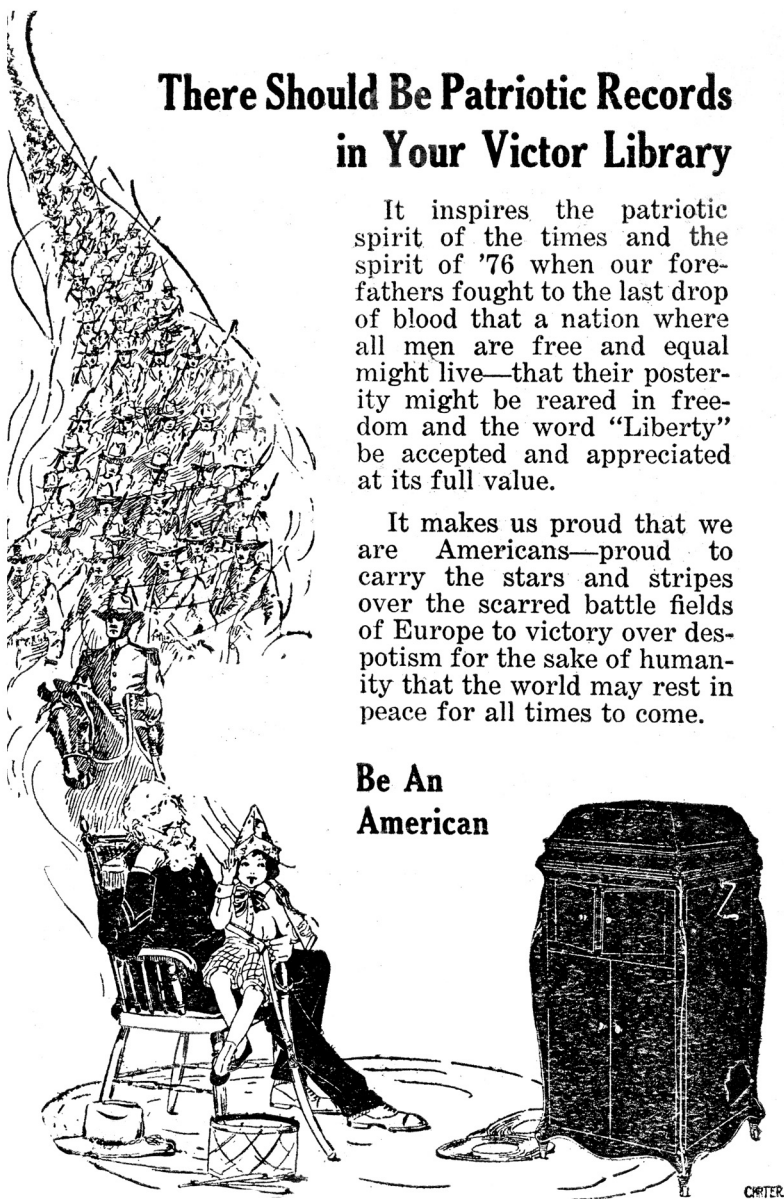 There Should Be Patriotic Records
in Your Victor Library
It inspires the patriotic
spirit of the times and the
spirit of ’76 when our fore-
fathers fought to the last drop
of blood that a nation where
all men are free and equal
might live—that their poster-
ity might be reared in free-
dom and the word “Liberty”
be accepted and appreciated
at its full value.
It makes us proud that we
are Americans—proud to
carry the stars and stripes
over the scarred battle fields
of Europe to victory over des-
potism for the sake of human-
ity that the world may rest in
peace for all times to come.
Be An
American
Z
CARTER